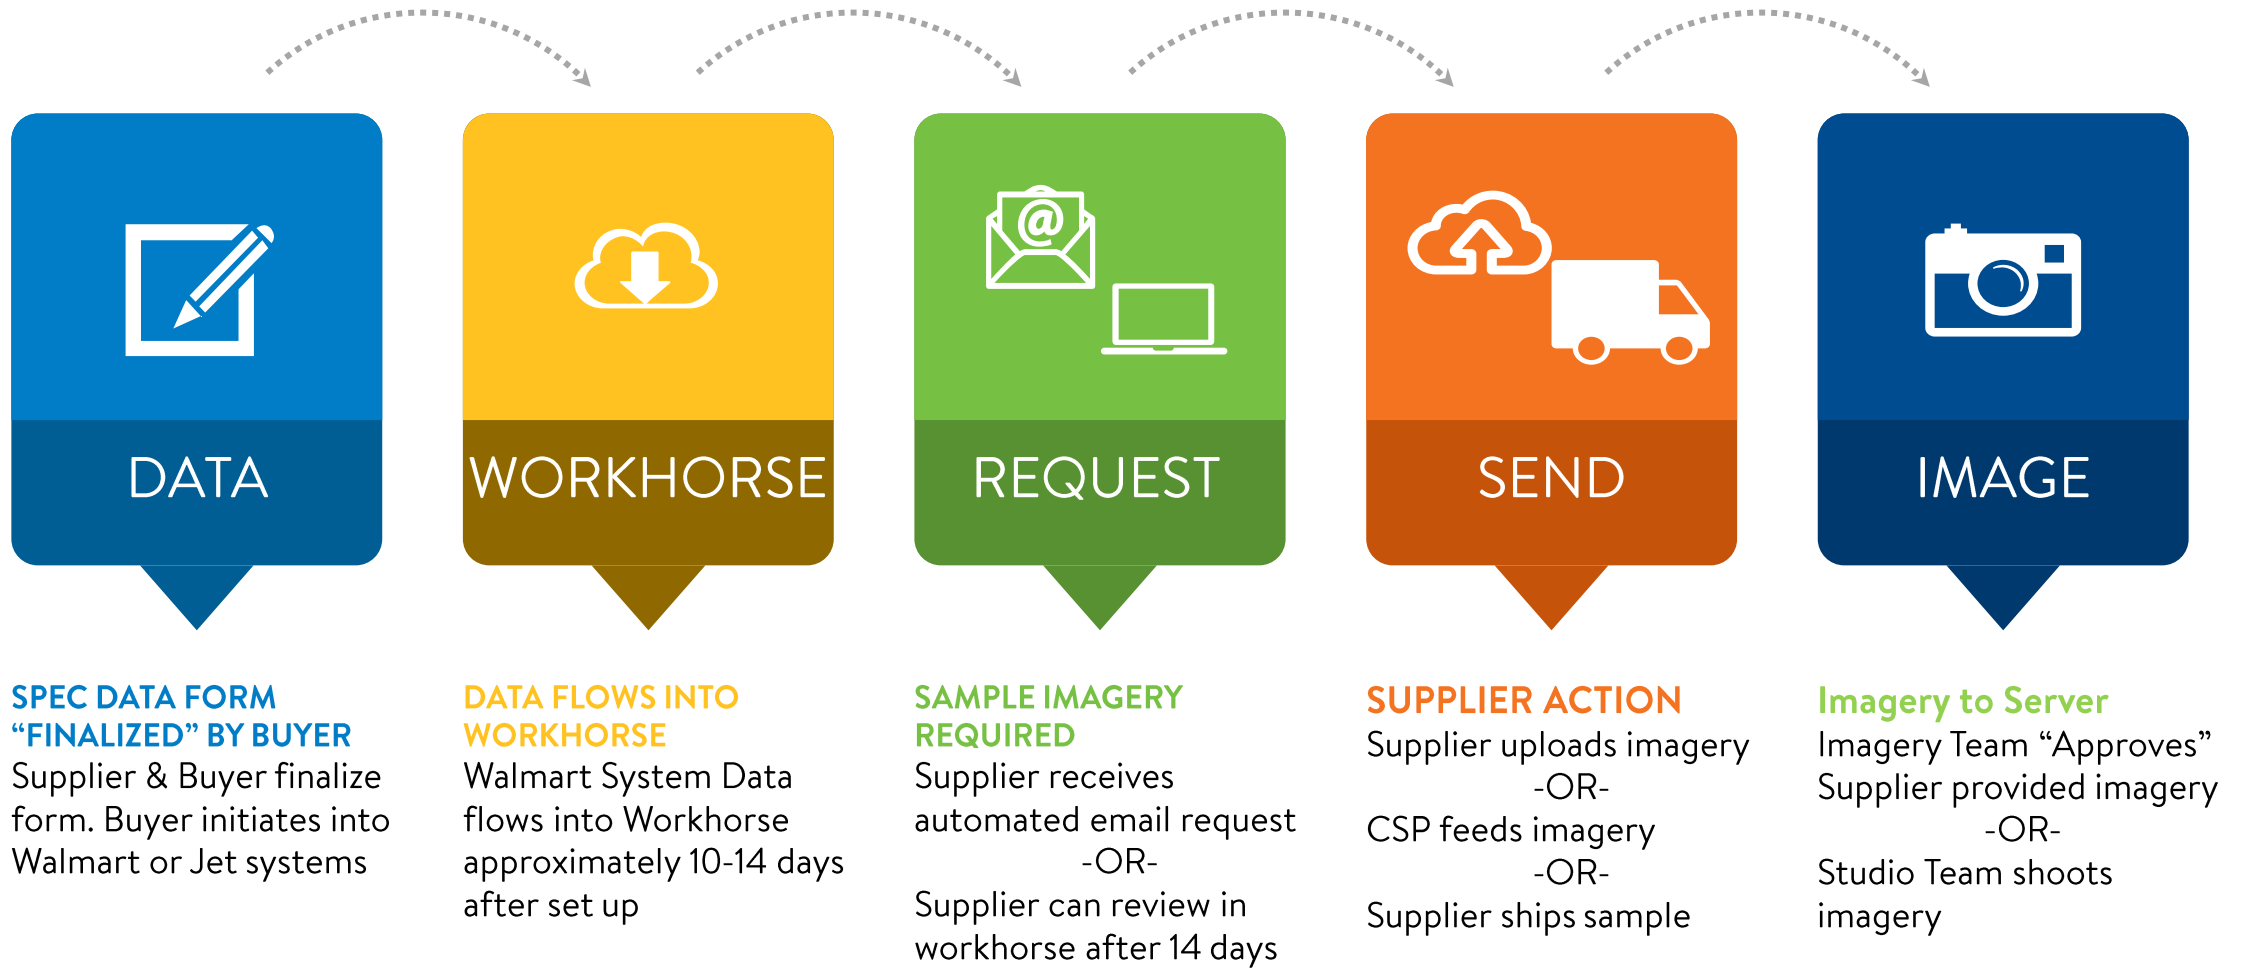 DATA
WORKHORSE
REQUEST
SEND
IMAGE
SPEC DATA FORM
“FINALIZED” BY BUYER
Supplier & Buyer finalize
form. Buyer initiates into
Walmart or Jet systems
DATA FLOWS INTO
WORKHORSE
Walmart System Data
flows into Workhorse
approximately 10-14 days
after set up
SAMPLE IMAGERY
REQUIRED
Supplier receives
automated email request
-OR-
Supplier can review in
workhorse after 14 days
SUPPLIER ACTION
Supplier uploads imagery
-OR-
CSP feeds imagery
-OR-
Supplier ships sample
Imagery to Server
Imagery Team “Approves”
Supplier provided imagery
-OR-
Studio Team shoots
imagery